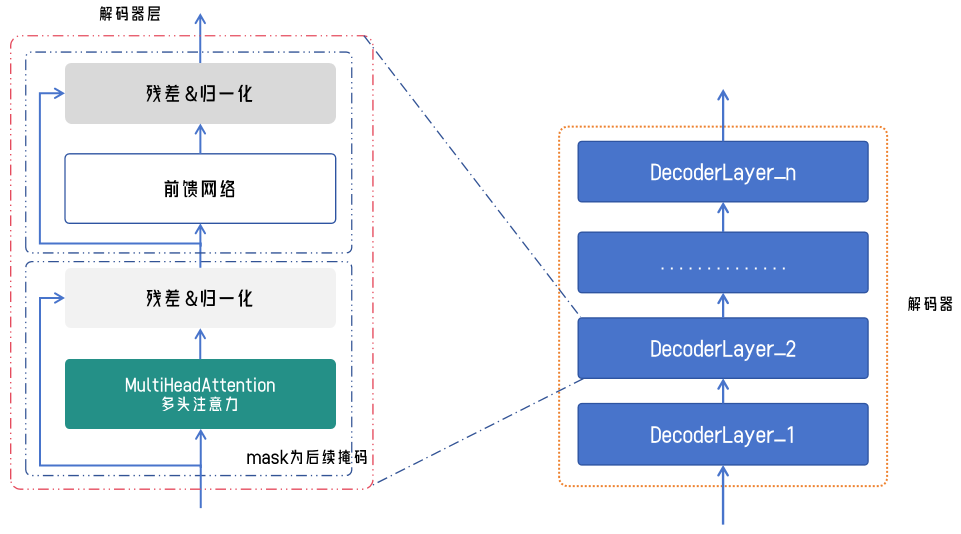 解码器层
残差&归一化
前馈网络
残差&归一化
MultiHeadAttention
多头注意力
mask为后续掩码
DecoderLayer_n
..............
DecoderLayer_2
DecoderLayer_1
解码器